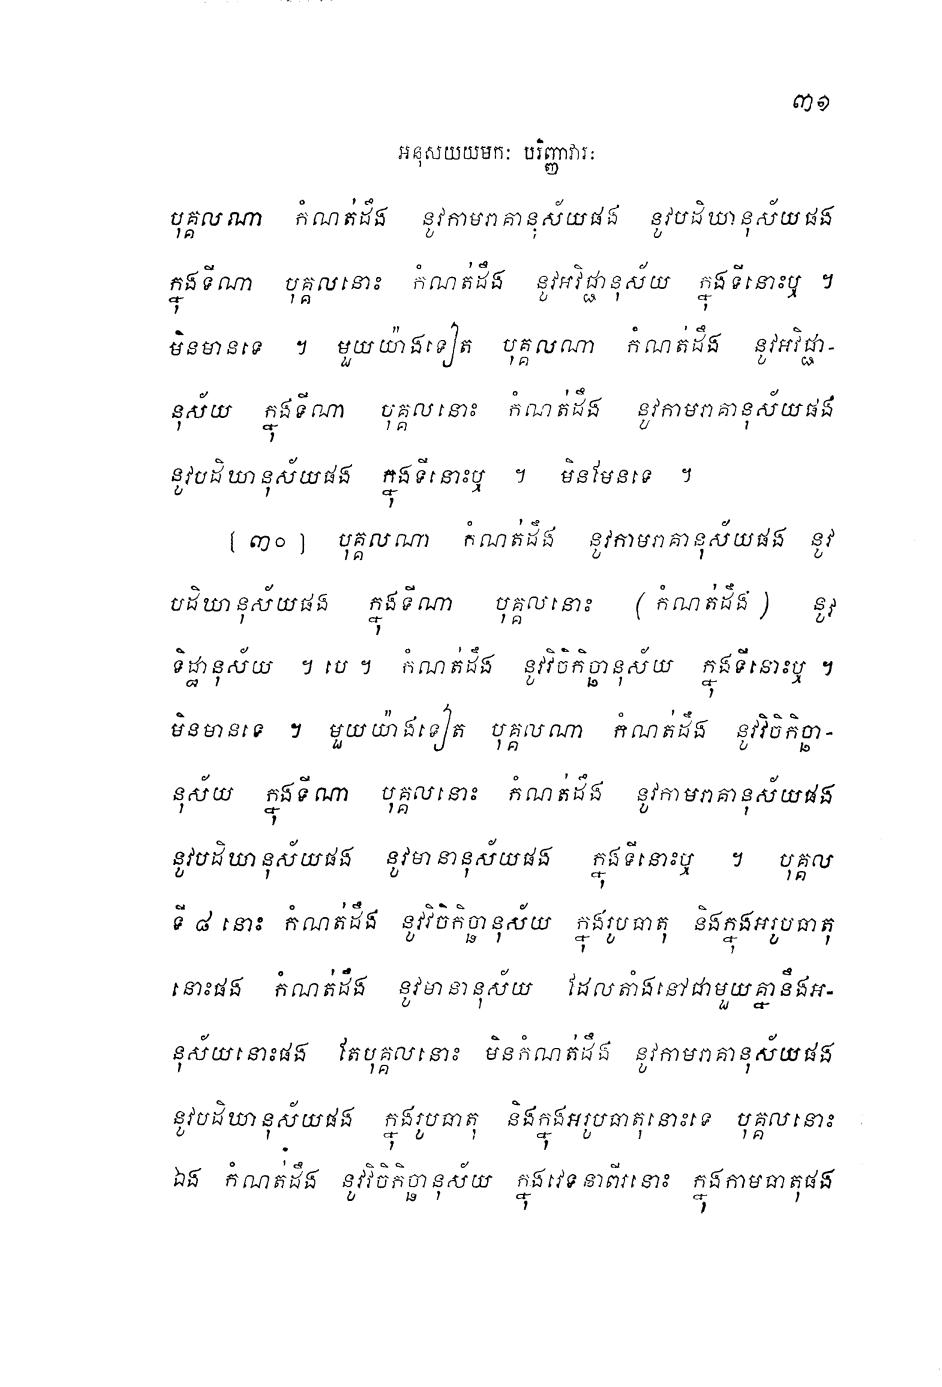 ៣១
អនុសយយមកៈ បរិញ្ញាវារៈ
បុគ្គលណា កំណត់ដឹង នូវកាមរាគានុស័យផង នូវបដិឃានុស័យផង
ក្នុងទីណា បុគ្គលនោះ កំណត់ដឹង នូវអវិជ្ជានុស័យ ក្នុងទីនោះឬ ។
មិនមានទេ ។ មួយយ៉ាងទៀត បុគ្គលណា កំណត់ដឹង នូវអវិជ្ជា-
នុស័យ ក្នុងទីណា បុគ្គលនោះ កំណត់ដឹង នូវកាមរាគានុស័យផង
នូវបដិឃានុស័យផង ក្នុងទីនោះឬ ។ មិនមែនទេ ។
[ ៣០ ] បុគ្គលណា កំណត់ដឹង នូវកាមរាគានុស័យផង នូវ
បដិឃានុស័យផង ក្នុងទីណា បុគ្គលនោះ (កំណត់ដឹង) នូវ
ទិដ្ឋានុស័យ ។ បេ ។ កំណត់ដឹង នូវវិចិកិច្ឆានុស័យ ក្នុងទីនោះឬ ។
មិនមានទេ ។ មួយយ៉ាងទៀត បុគ្គលណា កំណត់ដឹង នូវវិចិកិច្ឆា-
នុស័យ ក្នុងទីណា បុគ្គលនោះ កំណត់ដឹង នូវកាមរាគានុស័យផង
នូវបដិឃានុស័យផង នូវមានានុស័យផង ក្នុងទីនោះឬ ។ បុគ្គល
ទី ៨ នោះ កំណត់ដឹង នូវវិចិកិច្ឆានុស័យ ក្នុងរូបធាតុ និងក្នុងអរូបធាតុ
នោះផង កំណត់ដឹង នូវមានានុស័យ ដែលតាំងនៅជាមួយគ្នានឹងអ-
នុស័យនោះផង តែបុគ្គលនោះ មិនកំណត់ដឹង នូវកាមរាគានុស័យផង
នូវបដិឃានុស័យផង ក្នុងរូបធាតុ និងក្នុងអរូបធាតុនោះទេ បុគ្គលនោះ
ឯង កំណត់ដឹង នូវវិចិកិច្ឆានុស័យ ក្នុងវេទនាពីរនោះ ក្នុងកាមធាតុផង